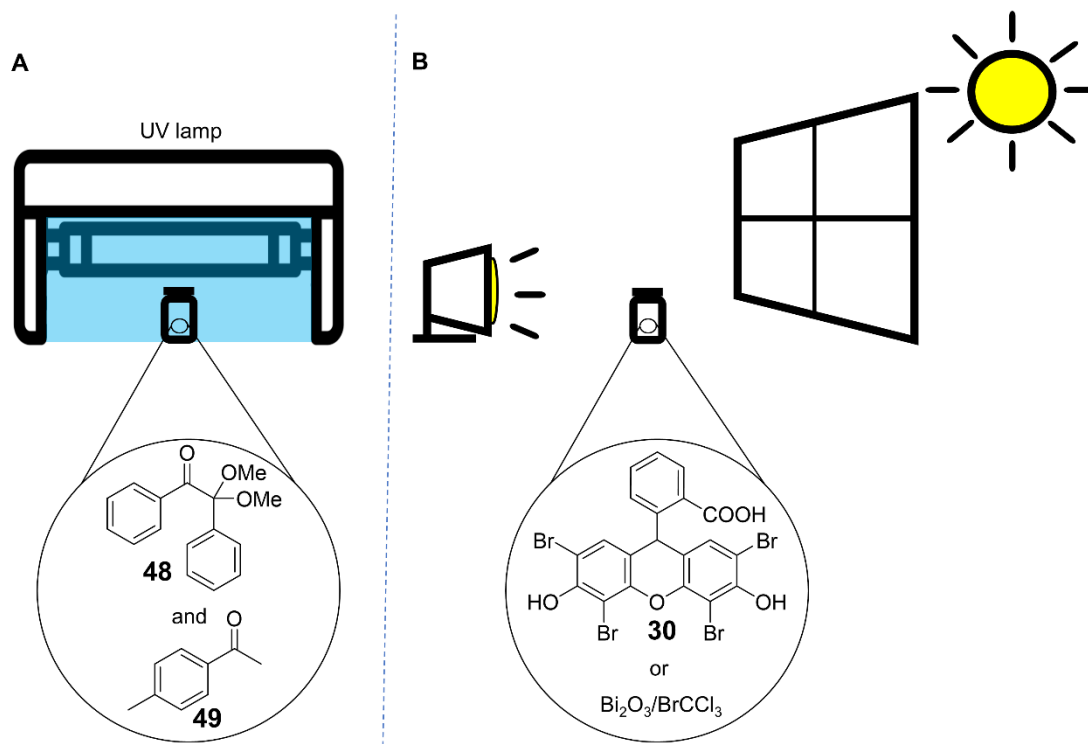 A
B
UV lamp
O
OMe
OMe
48
and
O
49
COOH
Br
Br
HO
O
OH
Br
30
Br
or
Bi₂O₃/BrCCl₃